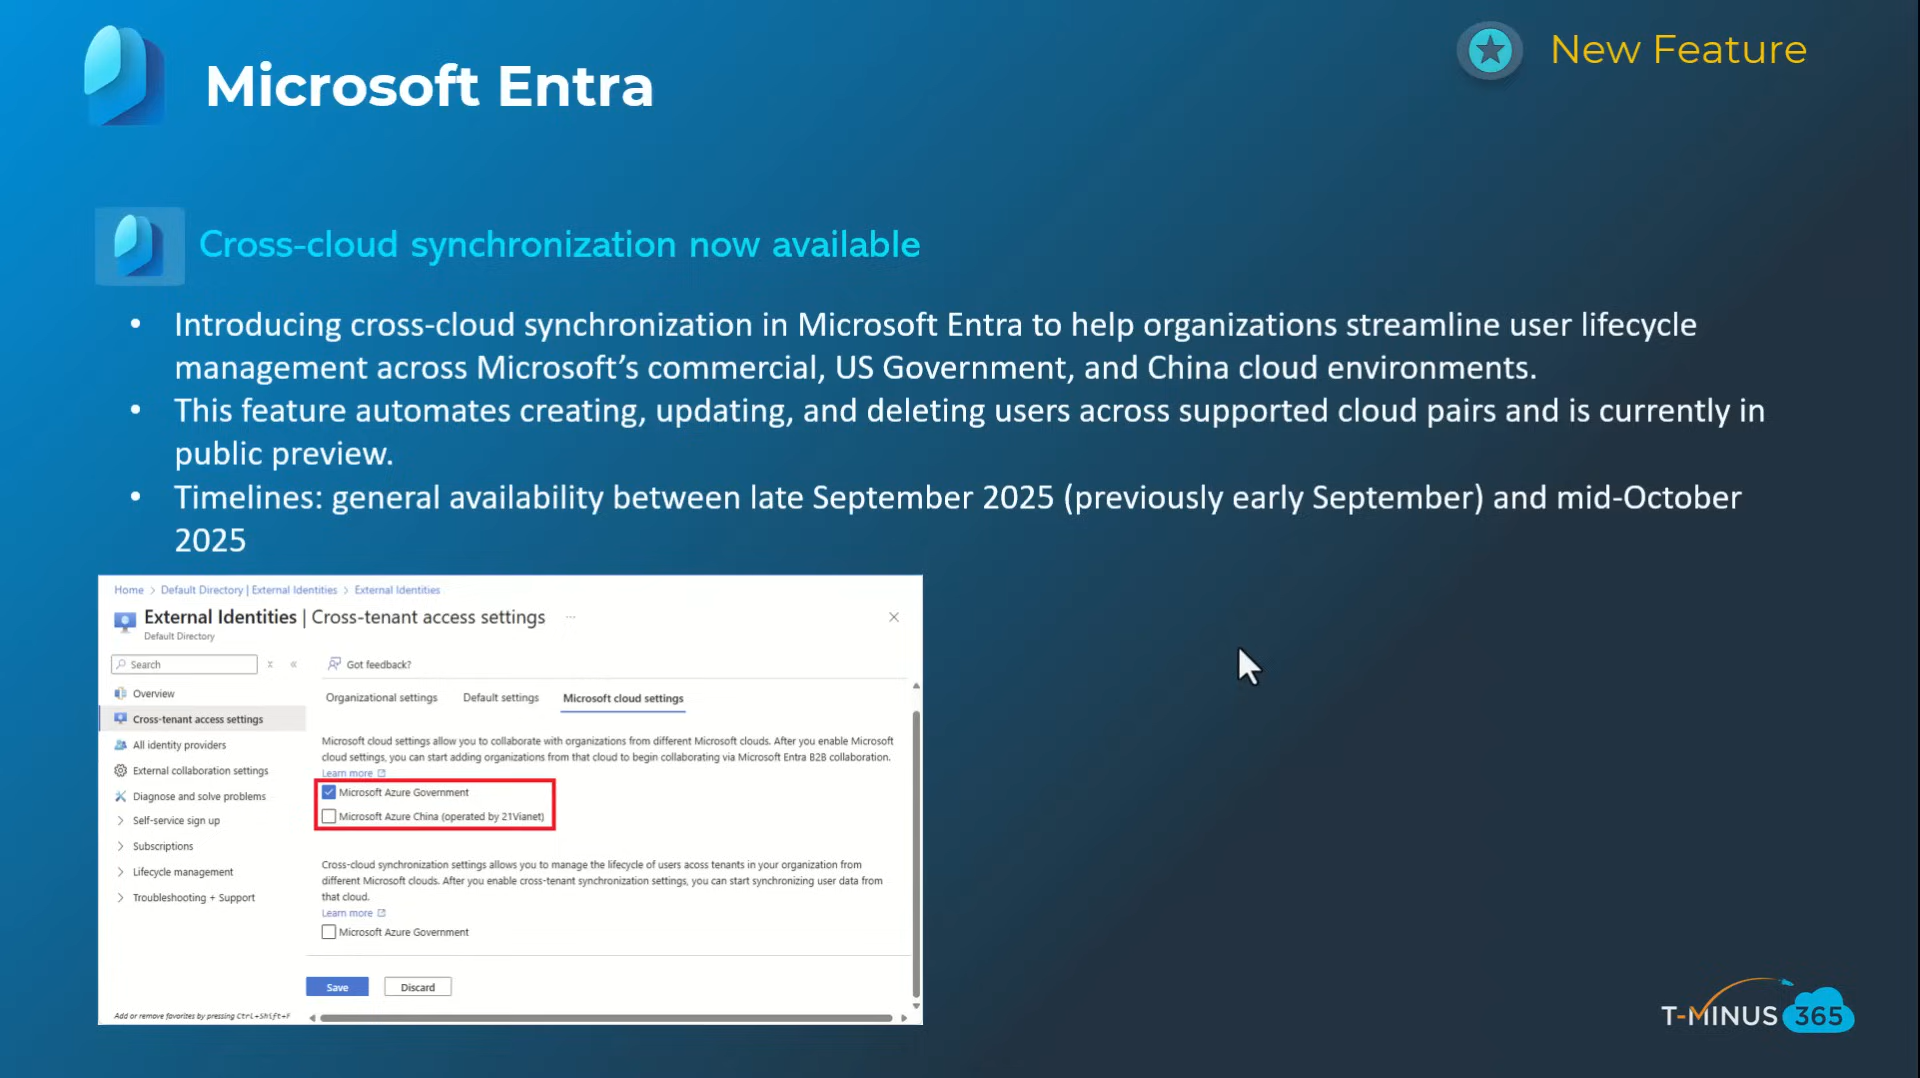 Microsoft Entra
New Feature
Cross-cloud synchronization now available
• Introducing cross-cloud synchronization in Microsoft Entra to help organizations streamline user lifecycle
management across Microsoft’s commercial, US Government, and China cloud environments.
• This feature automates creating, updating, and deleting users across supported cloud pairs and is currently in
public preview.
• Timelines: general availability between late September 2025 (previously early September) and mid-October
2025
Home > Default Directory | External Identities > External Identities
External Identities | Cross-tenant access settings ...
Default Directory
Search
Got feedback?
Overview
Cross-tenant access settings
All identity providers
External collaboration settings
Diagnose and solve problems
Self-service sign up
Subscriptions
Lifecycle management
Troubleshooting + Support
Add or remove favorites by pressing Ctrl+Shift+F
Organizational settings Default settings Microsoft cloud settings
Microsoft cloud settings allow you to collaborate with organizations from different Microsoft clouds. After you enable Microsoft
cloud settings, you can start adding organizations from that cloud to begin collaborating via Microsoft Entra B2B collaboration.
Learn more
Microsoft Azure Government
Microsoft Azure China (operated by 21Vianet)
Cross-cloud synchronization settings allows you to manage the lifecycle of users acoss tenants in your organization from
different Microsoft clouds. After you enable cross-tenant synchronization settings, you can start synchronizing user data from
that cloud.
Learn more
Microsoft Azure Government
Save Discard
T-MINUS 365